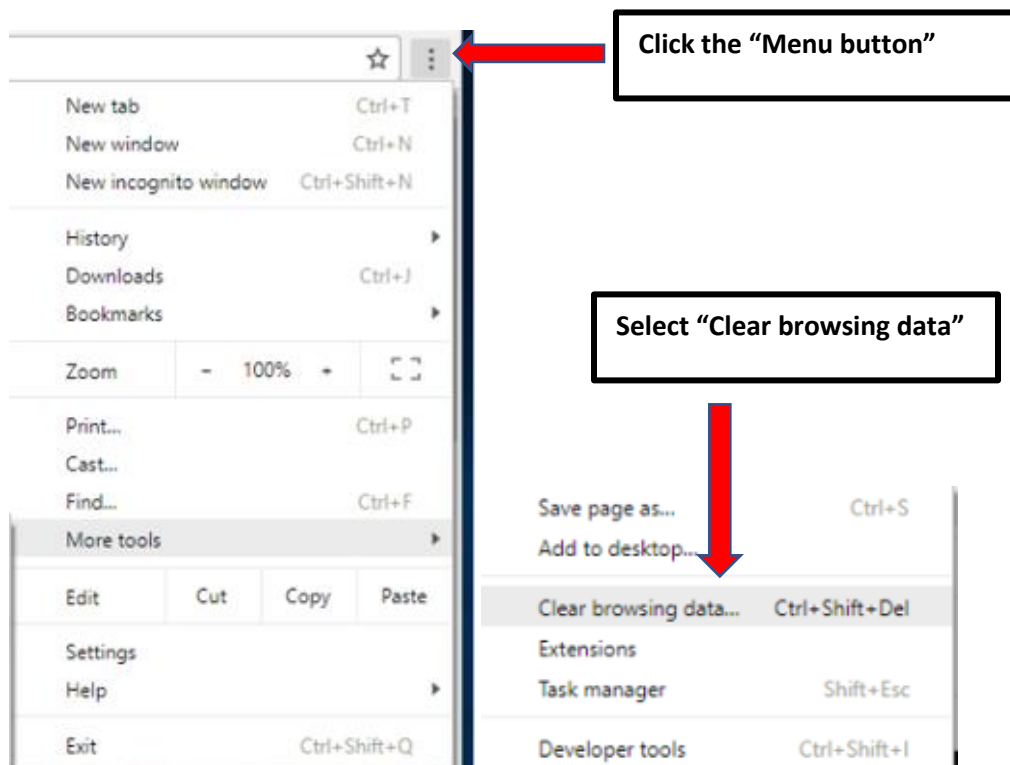 Click the “Menu button”
New tab Ctrl+T
New window Ctrl+N
New incognito window Ctrl+Shift+N
History
Downloads Ctrl+J
Bookmarks
Zoom - 100% +
Print... Ctrl+P
Cast...
Find... Ctrl+F
More tools
Edit Cut Copy Paste
Settings
Help
Exit Ctrl+Shift+Q
Select “Clear browsing data”
Save page as... Ctrl+S
Add to desktop...
Clear browsing data... Ctrl+Shift+Del
Extensions
Task manager Shift+Esc
Developer tools Ctrl+Shift+I